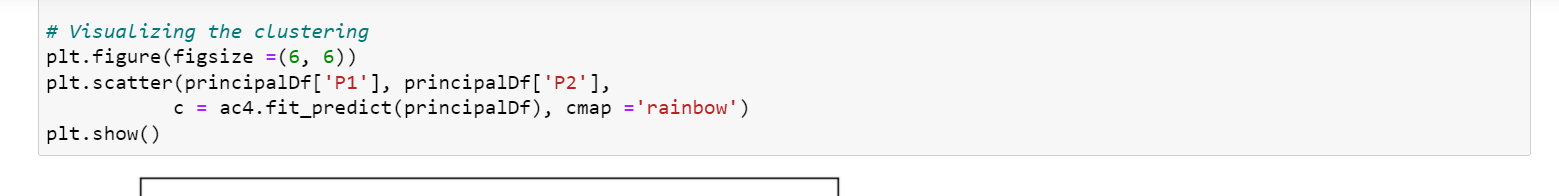 # Visualizing the clustering
plt.figure(figsize =(6, 6))
plt.scatter(principalDf['P1'], principalDf['P2'],
           c = ac4.fit_predict(principalDf), cmap ='rainbow')
plt.show()